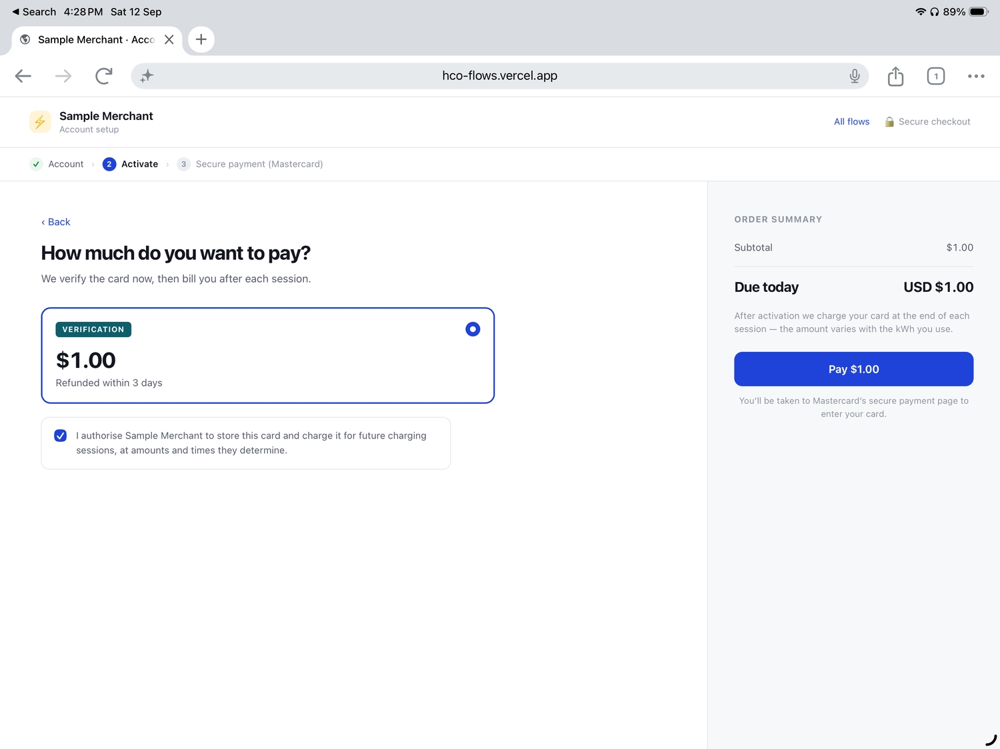 Search 4:28 PM Sat 12 Sep 89%
Sample Merchant · Acco
hco-flows.vercel.app
1
Sample Merchant
Account setup
All flows Secure checkout
Account › 2 Activate › 3 Secure payment (Mastercard)
‹ Back
How much do you want to pay?
We verify the card now, then bill you after each session.
VERIFICATION
$1.00
Refunded within 3 days
I authorise Sample Merchant to store this card and charge it for future charging
sessions, at amounts and times they determine.
ORDER SUMMARY
Subtotal $1.00
Due today USD $1.00
After activation we charge your card at the end of each
session — the amount varies with the kWh you use.
Pay $1.00
You’ll be taken to Mastercard’s secure payment page to
enter your card.